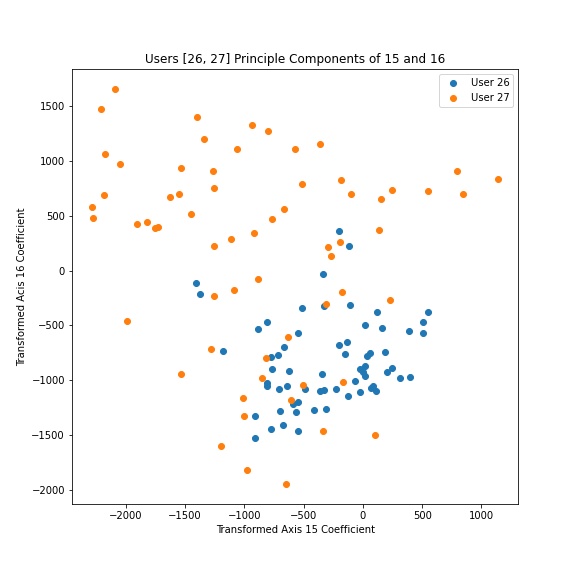 Users [26, 27] Principle Components of 15 and 16
User 26
User 27
Transformed Acis 16 Coefficient
1500
1000
500
0
−500
−1000
−1500
−2000
−2000 −1500 −1000 −500 0 500 1000
Transformed Axis 15 Coefficient